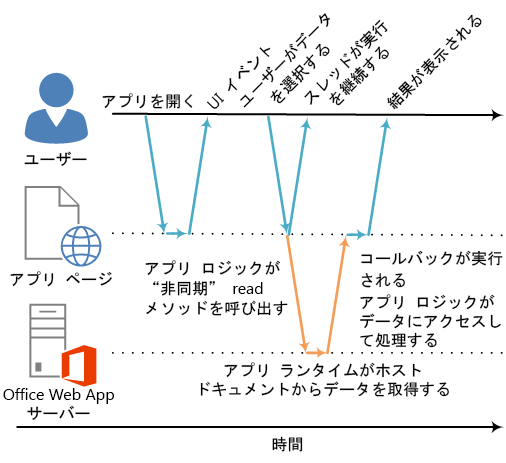 アプリを開く
UI イベント
ユーザーがデータ
を選択する
スレッドが実行
を継続する
結果が表示される
ユーザー
アプリ ページ
アプリ ロジックが
“非同期” read
メソッドを呼び出す
コールバックが実行
される
アプリ ロジックが
データにアクセスし
て処理する
Office Web App
サーバー
アプリ ランタイムがホスト
ドキュメントからデータを取得する
時間